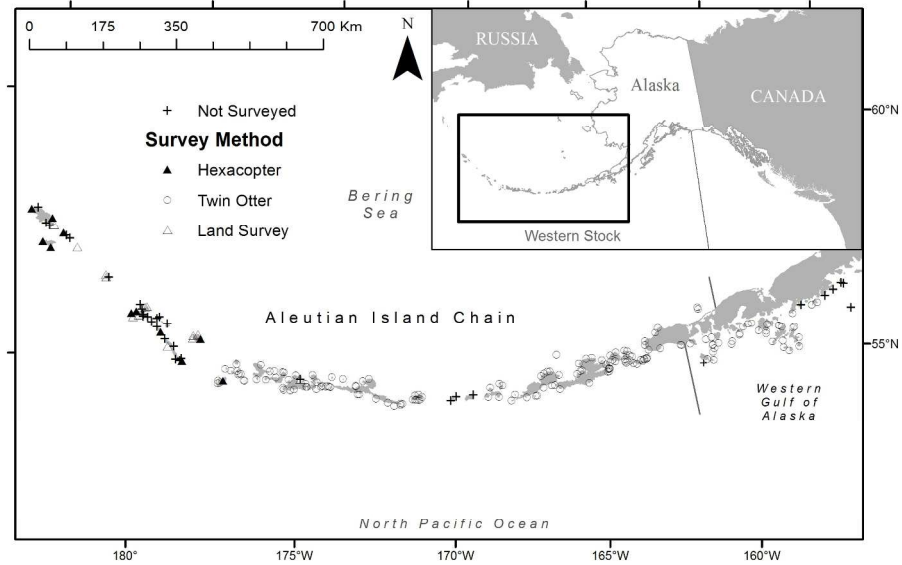 0 175 350 700 Km
N
RUSSIA
Alaska
CANADA
Western Stock
60°N
+ Not Surveyed
Survey Method
Hexacopter
Twin Otter
Land Survey
Bering
Sea
Aleutian Island Chain
55°N
Western
Gulf of
Alaska
North Pacific Ocean
180° 175°W 170°W 165°W 160°W